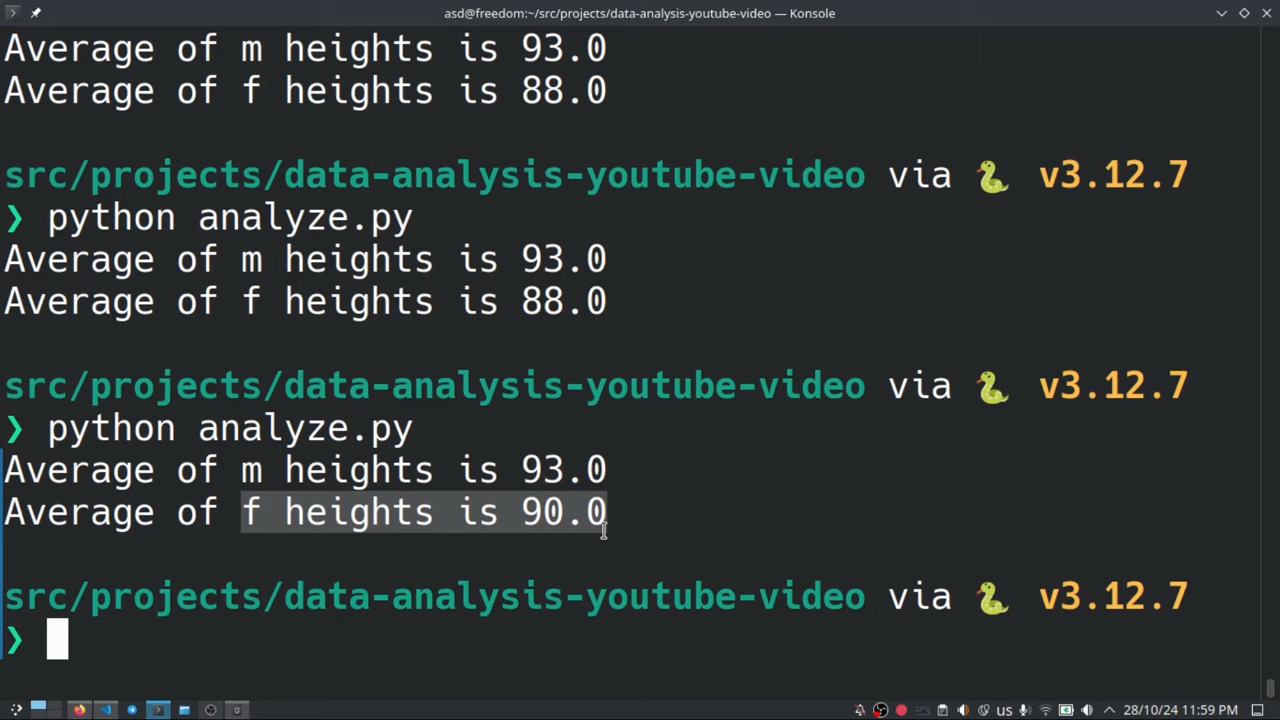 asd@freedom:~/src/projects/data-analysis-youtube-video — Konsole
Average of m heights is 93.0
Average of f heights is 88.0
src/projects/data-analysis-youtube-video via 🐍 v3.12.7
❯ python analyze.py
Average of m heights is 93.0
Average of f heights is 88.0
src/projects/data-analysis-youtube-video via 🐍 v3.12.7
❯ python analyze.py
Average of m heights is 93.0
Average of f heights is 90.0
src/projects/data-analysis-youtube-video via 🐍 v3.12.7
❯
us 28/10/24 11:59 PM